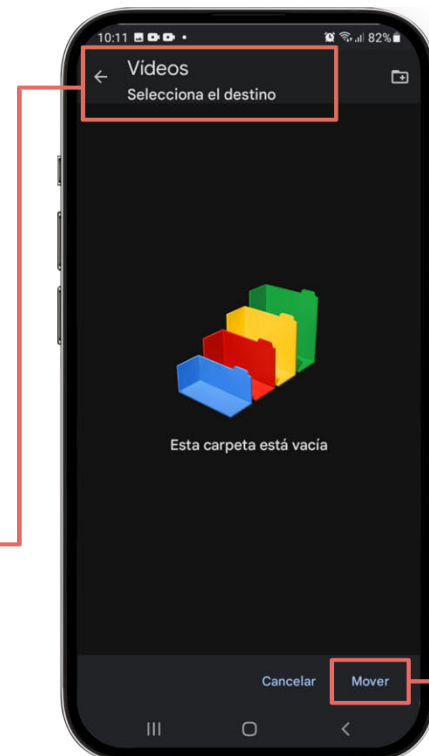 10:11 82%
Vídeos
Selecciona el destino
Esta carpeta está vacía
Cancelar Mover